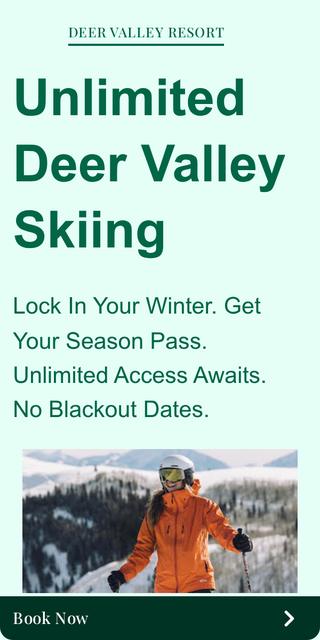 DEER VALLEY RESORT
Unlimited
Deer Valley
Skiing
Lock In Your Winter. Get
Your Season Pass.
Unlimited Access Awaits.
No Blackout Dates.
Book Now